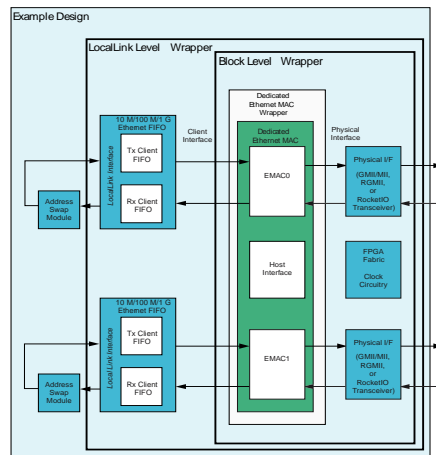 Example Design
LocalLink Level Wrapper
Block Level Wrapper
Dedicated
Ethernet MAC
Wrapper
10 M/100 M/1 G
Ethernet FIFO
Client
Interface
Dedicated
Ethernet MAC
Physical
Interface
LocalLink Interface
Tx Client
FIFO
Rx Client
FIFO
EMAC0
Physical I/F
(GMII/MII,
RGMII,
or
RocketIO
Transceiver)
Address
Swap
Module
Host
Interface
FPGA
Fabric
Clock
Circuitry
10 M/100 M/1 G
Ethernet FIFO
Local Link Interface
Tx Client
FIFO
Rx Client
FIFO
EMAC1
Physical I/F
(GMII/MII,
RGMII,
or
RocketIO
Transceiver)
Address
Swap
Module